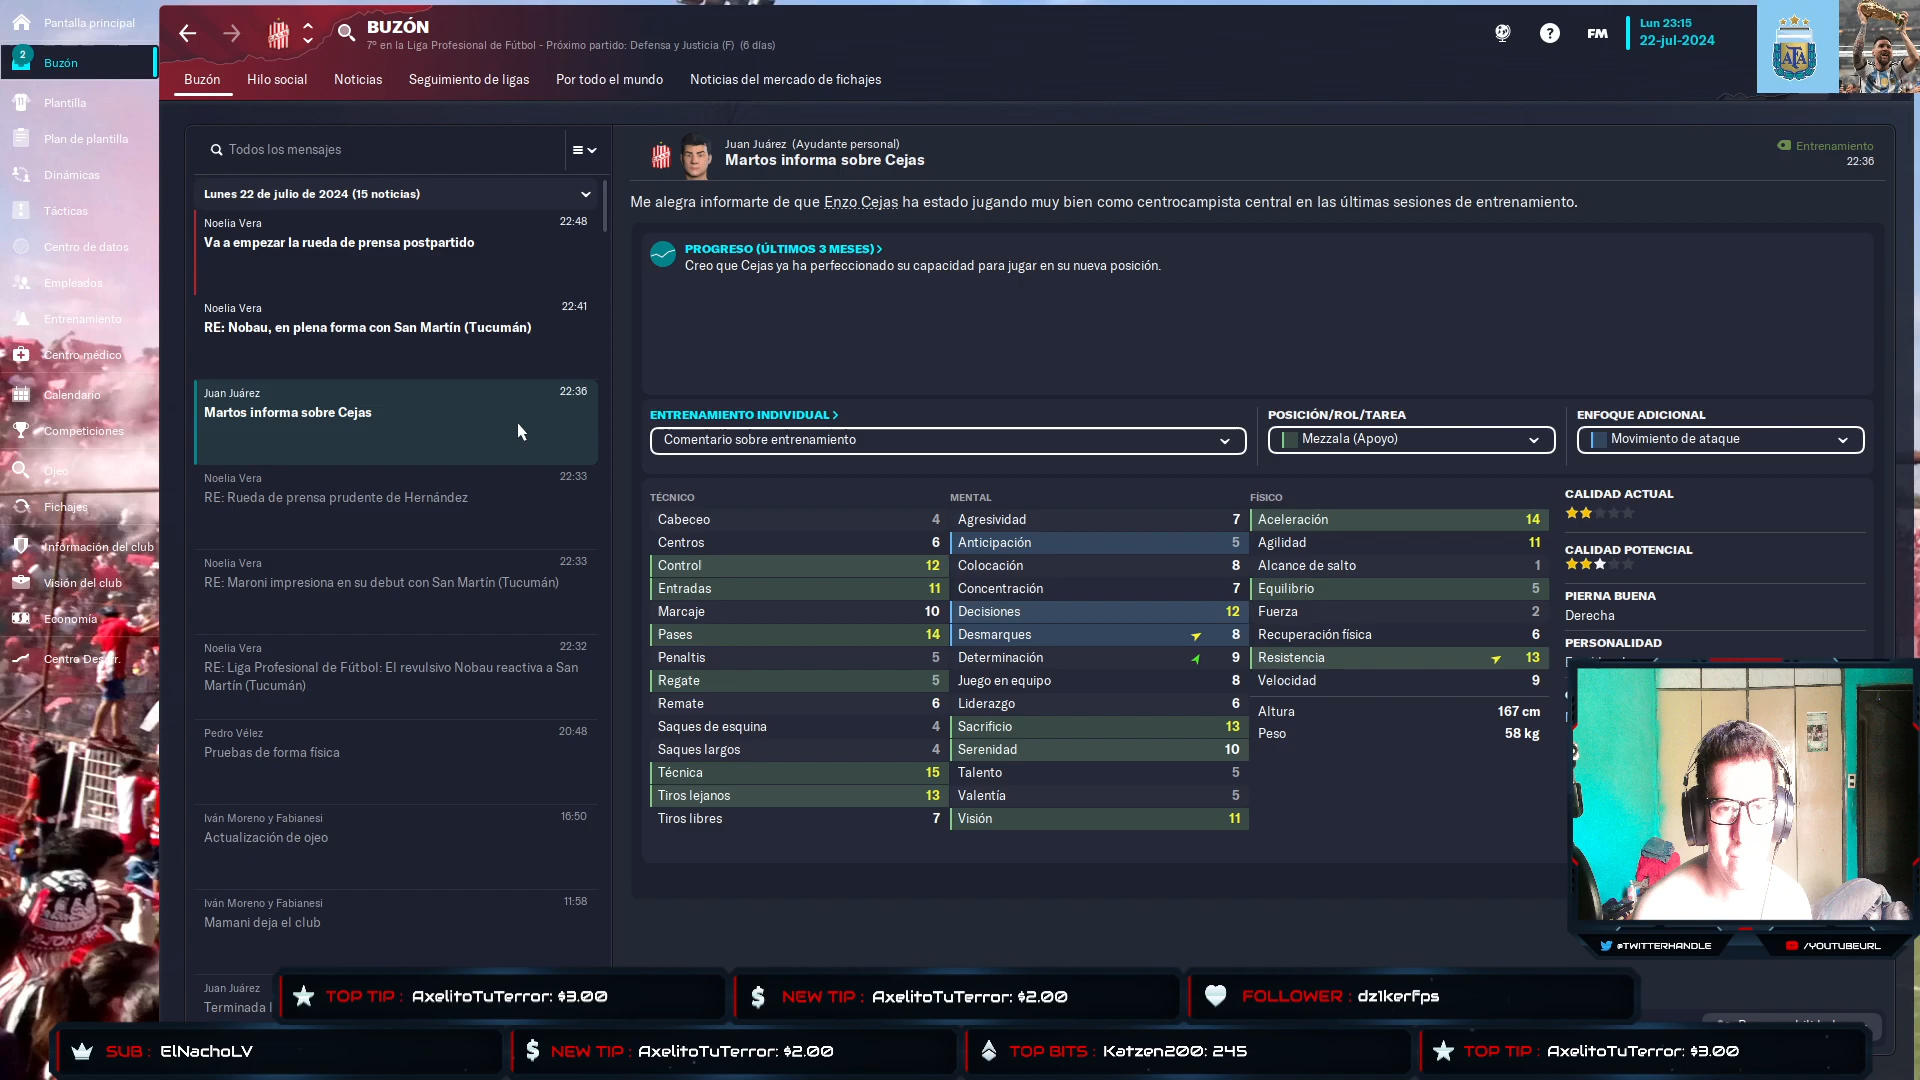 Pantalla principal
2
Buzón
Plantilla
Plan de plantilla
Dinámicas
Tácticas
Centro de datos
Empleados
Entrenamiento
Centro médico
Calendario
Competiciones
Ojeo
Fichajes
Información del club
Visión del club
Economía
Centro Desarr.
BUZÓN
7º en la Liga Profesional de Fútbol - Próximo partido: Defensa y Justicia (F) (6 días)
FM
Lun 23:15
22-jul-2024
AFA
Buzón
Hilo social
Noticias
Seguimiento de ligas
Por todo el mundo
Noticias del mercado de fichajes
Todos los mensajes
Lunes 22 de julio de 2024 (15 noticias)
Noelia Vera 22:48
Va a empezar la rueda de prensa postpartido
Noelia Vera 22:41
RE: Nobau, en plena forma con San Martín (Tucumán)
Juan Juárez 22:36
Martos informa sobre Cejas
Noelia Vera 22:33
RE: Rueda de prensa prudente de Hernández
Noelia Vera 22:33
RE: Maroni impresiona en su debut con San Martín (Tucumán)
Noelia Vera 22:32
RE: Liga Profesional de Fútbol: El revulsivo Nobau reactiva a San
Martín (Tucumán)
Pedro Vélez 20:48
Pruebas de forma física
Iván Moreno y Fabianesi 16:50
Actualización de ojeo
Iván Moreno y Fabianesi 11:58
Mamani deja el club
Juan Juárez
Terminada l
Juan Juárez (Ayudante personal)
Martos informa sobre Cejas
Entrenamiento
22:36
Me alegra informarte de que Enzo Cejas ha estado jugando muy bien como centrocampista central en las últimas sesiones de entrenamiento.
PROGRESO (ÚLTIMOS 3 MESES) >
Creo que Cejas ya ha perfeccionado su capacidad para jugar en su nueva posición.
ENTRENAMIENTO INDIVIDUAL >
Comentario sobre entrenamiento
POSICIÓN/ROL/TAREA
Mezzala (Apoyo)
ENFOQUE ADICIONAL
Movimiento de ataque
TÉCNICO
Cabeceo 4
Centros 6
Control 12
Entradas 11
Marcaje 10
Pases 14
Penaltis 5
Regate 5
Remate 6
Saques de esquina 4
Saques largos 4
Técnica 15
Tiros lejanos 13
Tiros libres 7
MENTAL
Agresividad 7
Anticipación 5
Colocación 8
Concentración 7
Decisiones 12
Desmarques 8
Determinación 9
Juego en equipo 8
Liderazgo 6
Sacrificio 13
Serenidad 10
Talento 5
Valentía 5
Visión 11
FÍSICO
Aceleración 14
Agilidad 11
Alcance de salto 1
Equilibrio 5
Fuerza 2
Recuperación física 6
Resistencia 13
Velocidad 9
Altura 167 cm
Peso 58 kg
CALIDAD ACTUAL
CALIDAD POTENCIAL
PIERNA BUENA
Derecha
PERSONALIDAD
@TWITTERHANDLE
/YOUTUBEURL
TOP TIP : AxelitoTuTerror: $3.00
NEW TIP : AxelitoTuTerror: $2.00
FOLLOWER : dz1kerfps
SUB : ElNachoLV
NEW TIP : AxelitoTuTerror: $2.00
TOP BITS : Katzen200: 245
TOP TIP : AxelitoTuTerror: $3.00